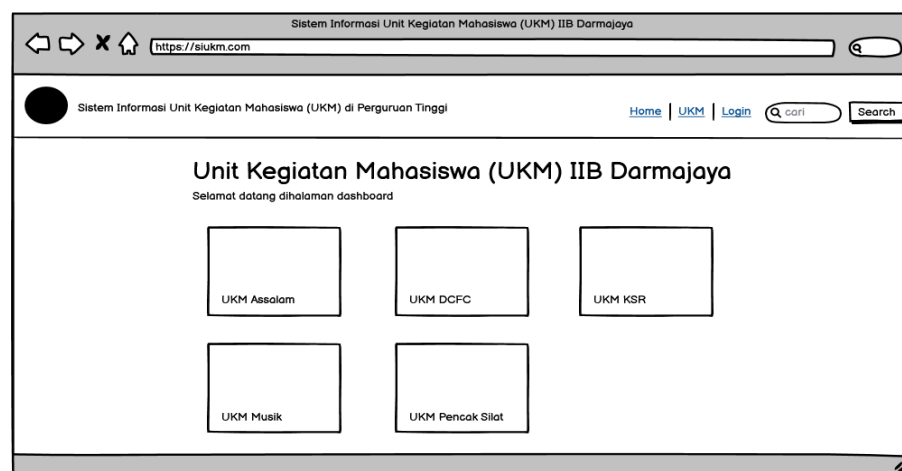 Sistem Informasi Unit Kegiatan Mahasiswa (UKM) IIB Darmajaya
https://siukm.com
Sistem Informasi Unit Kegiatan Mahasiswa (UKM) di Perguruan Tinggi
Home | UKM | Login
cari
Search
Unit Kegiatan Mahasiswa (UKM) IIB Darmajaya
Selamat datang dihalaman dashboard
UKM Assalam
UKM DCFC
UKM KSR
UKM Musik
UKM Pencak Silat